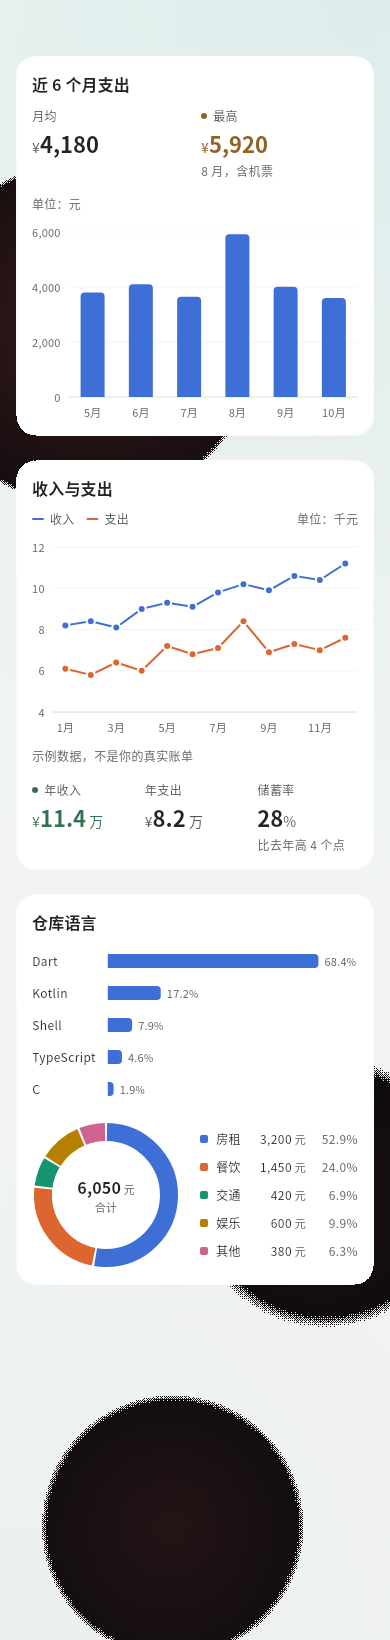 近 6 个月支出
月均
最高
¥4,180
¥5,920
8 月，含机票
单位：元
6,000
4,000
2,000
0
5月 6月 7月 8月 9月 10月
收入与支出
收入 支出 单位：千元
12
10
8
6
4
1月 3月 5月 7月 9月 11月
示例数据，不是你的真实账单
年收入 年支出 储蓄率
¥11.4 万 ¥8.2 万 28%
比去年高 4 个点
仓库语言
Dart 68.4%
Kotlin 17.2%
Shell 7.9%
TypeScript 4.6%
C 1.9%
6,050 元
合计
房租 3,200 元 52.9%
餐饮 1,450 元 24.0%
交通 420 元 6.9%
娱乐 600 元 9.9%
其他 380 元 6.3%